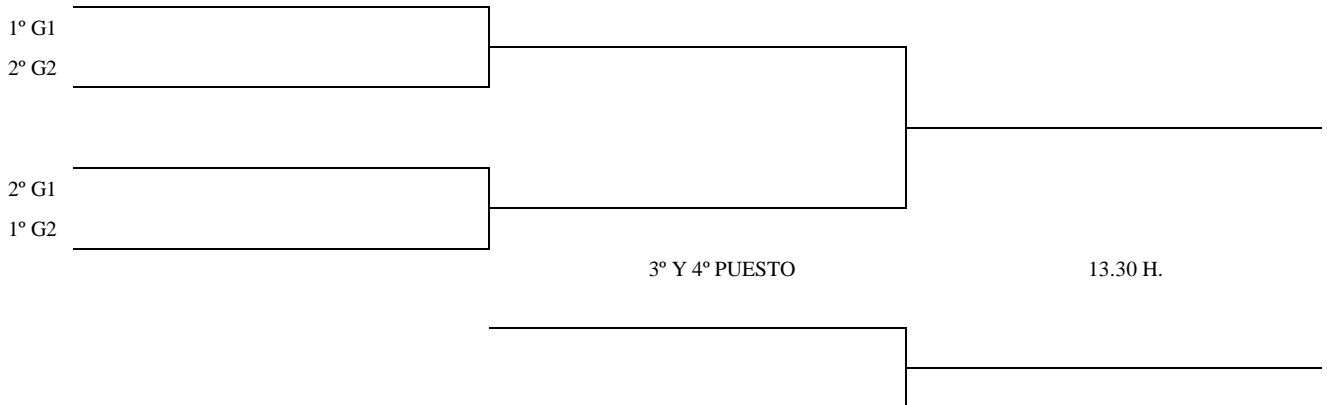 1º G1
2º G2
2º G1
1º G2
3º Y 4º PUESTO 13.30 H.